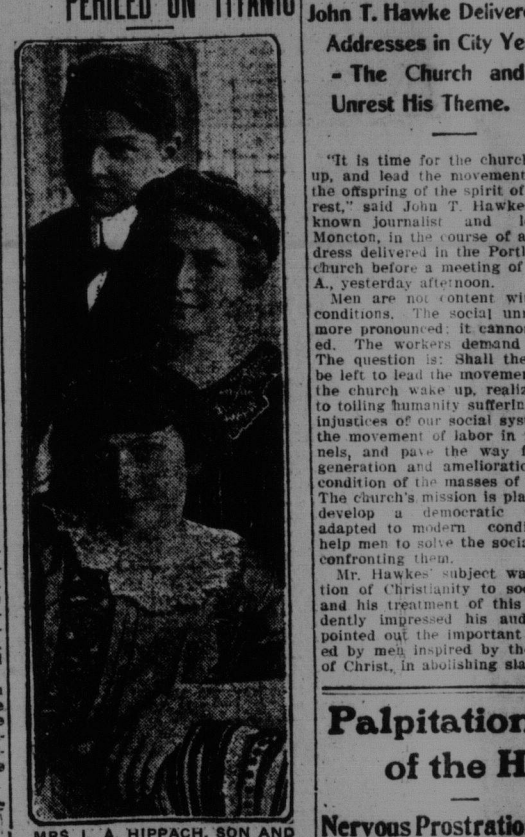 PERILED ON TITANIC
MRS. L. A. HIPPACH, SON AND
John T. Hawke Deliver
Addresses in City Ye
- The Church and
Unrest His Theme.
"It is time for the church
up, and lead the movement
the offspring of the spirit of
rest," said John T. Hawke
known journalist and
Moncton, in the course of a
dress delivered in the Portl
church before a meeting of
A., yesterday afternoon.
Men are not content wi
conditions. The social unr
more pronounced; it canno
ed. The workers demand
The question is: Shall the
be left to lead the movemen
the church wake up, realiz
to toiling humanity sufferin
injustices of our social sys
the movement of labor in
nels, and pave the way f
generation and amelioratio
condition of the masses of
The church's mission is pla
develop a democratic
adapted to modern condi
help men to solve the socia
confronting them.
Mr. Hawkes' subject wa
tion of Christianity to so
and his treatment of this
dently impressed his aud
pointed out the important
ed by men inspired by th
of Christ, in abolishing sla
Palpitation
of the H
Nervous Prostratio